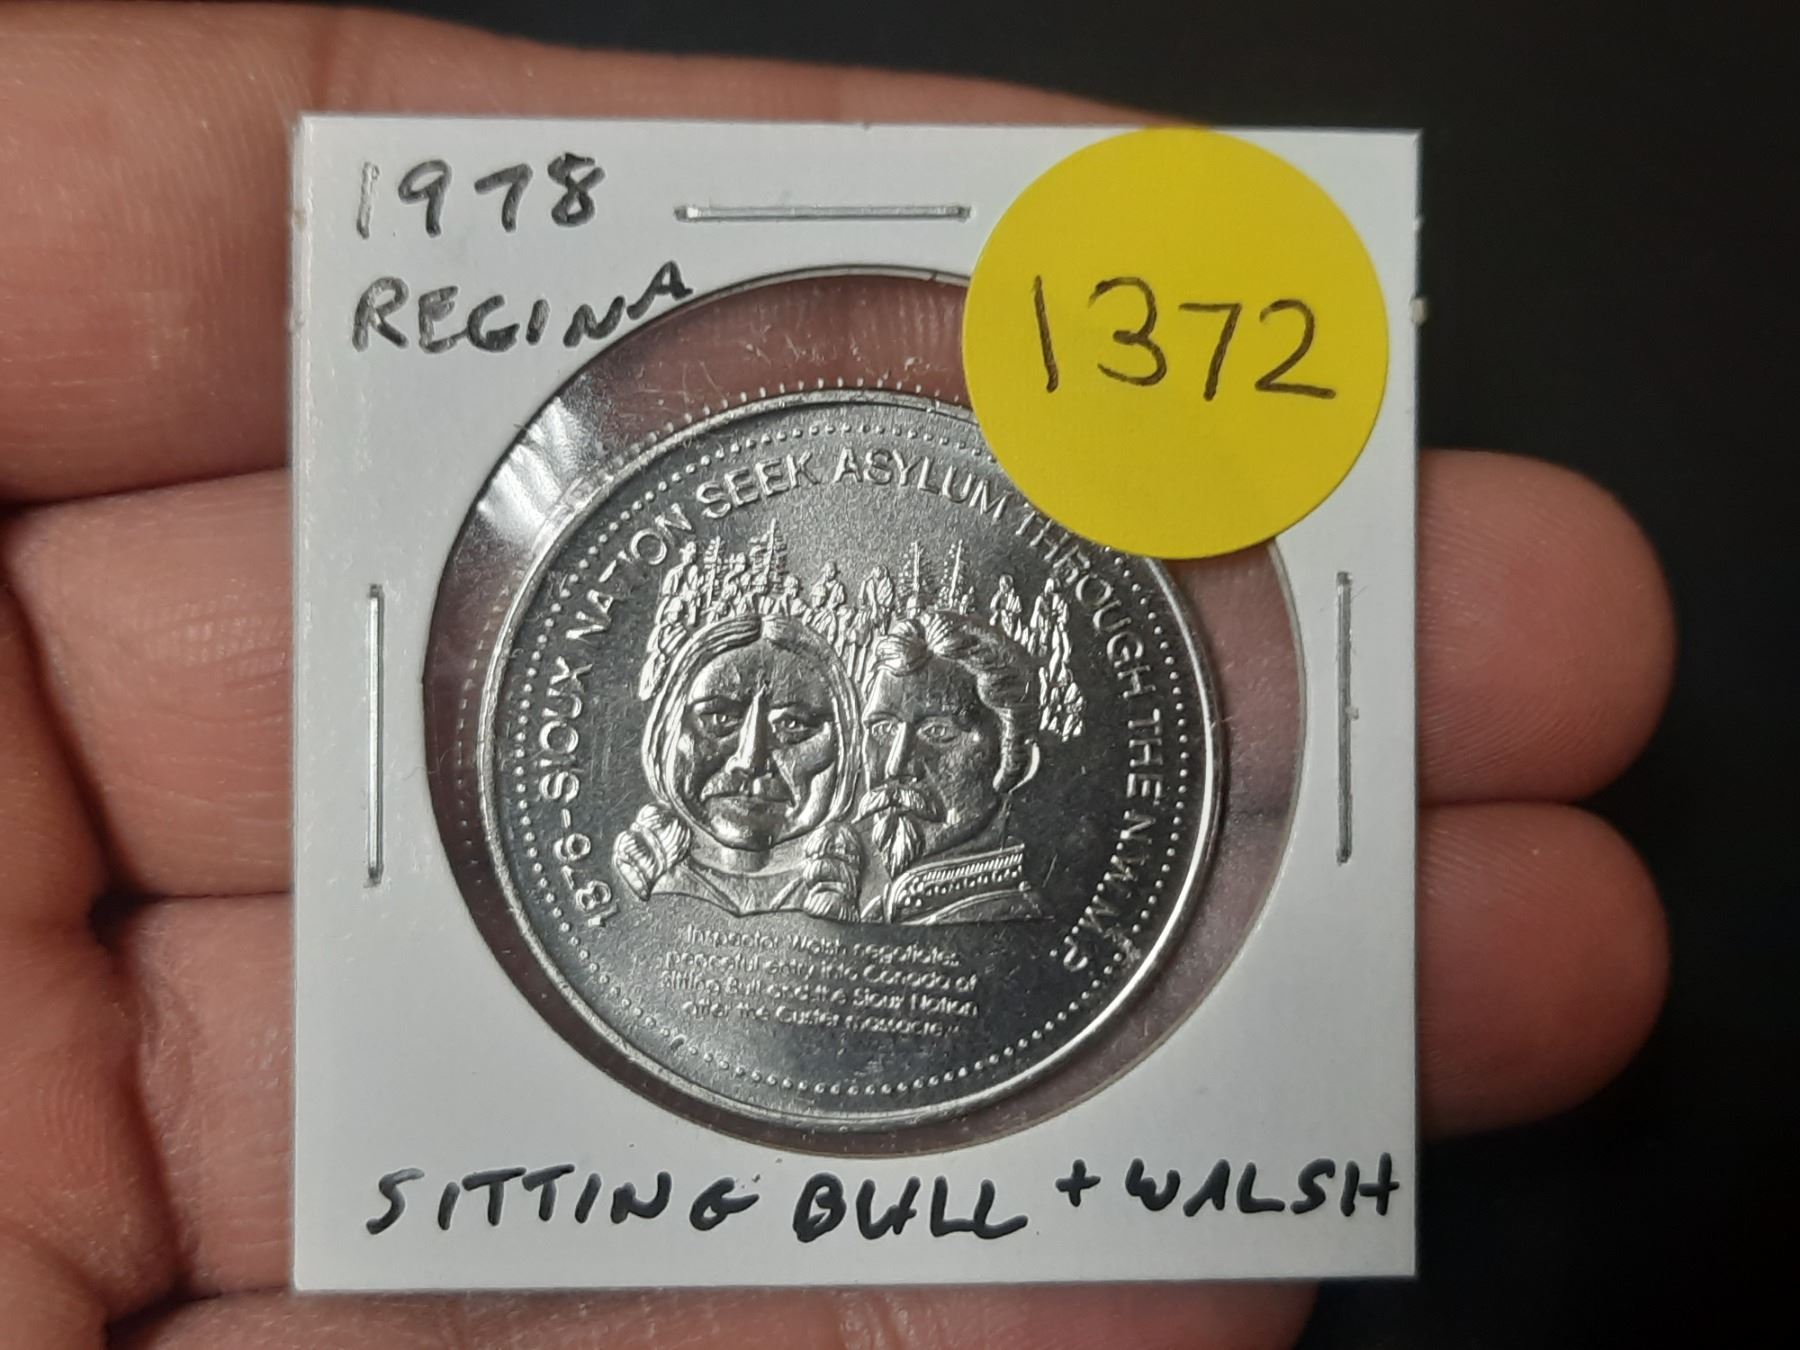 1978
REGINA
1372
1876-SIOUX NATION SEEK ASYLUM THROUGH THE N.W.M.P.
Inspector Walsh negotiates
peaceful entry into Canada of
Sitting Bull and the Sioux Nation
after the Custer massacre...
SITTING BULL + WALSH